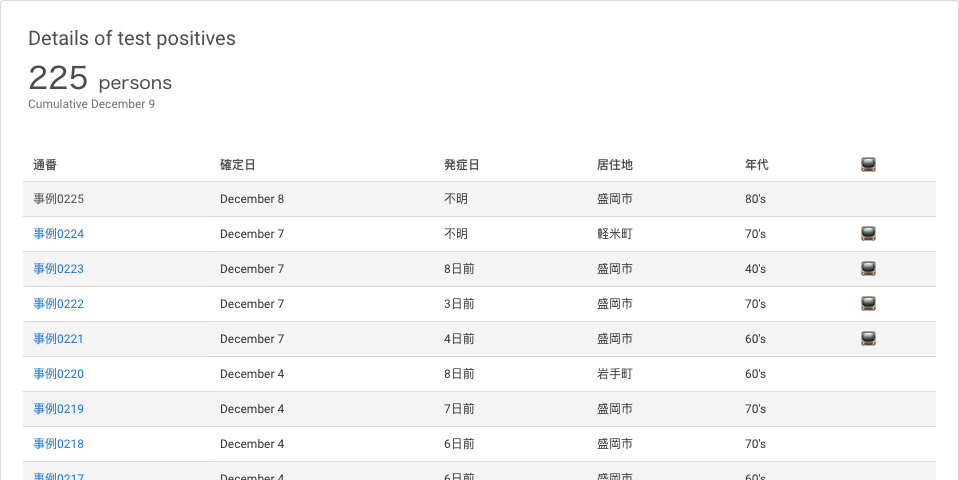 Details of test positives
225 persons
Cumulative December 9
通番 確定日 発症日 居住地 年代
事例0225 December 8 不明 盛岡市 80's
事例0224 December 7 不明 軽米町 70's
事例0223 December 7 8日前 盛岡市 40's
事例0222 December 7 3日前 盛岡市 70's
事例0221 December 7 4日前 盛岡市 60's
事例0220 December 4 8日前 岩手町 60's
事例0219 December 4 7日前 盛岡市 70's
事例0218 December 4 6日前 盛岡市 70's
事例0217 December 4 6日前 盛岡市 60's